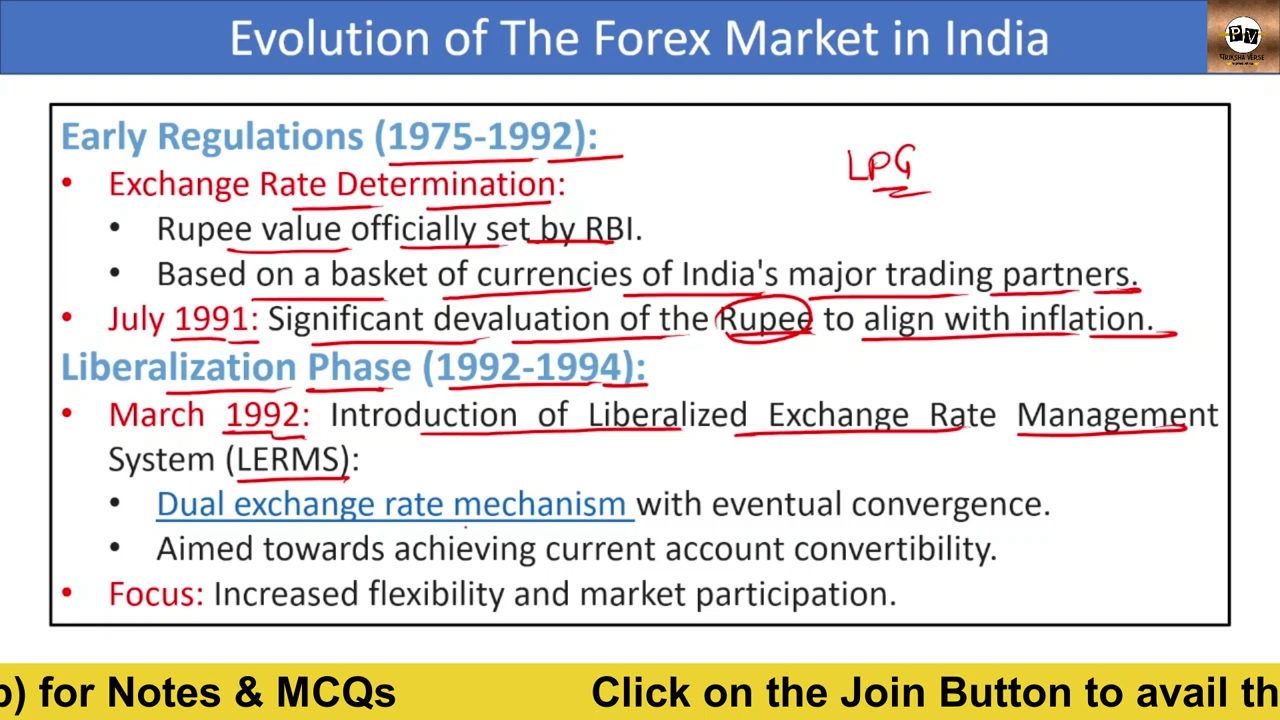 Evolution of The Forex Market in India
PV
परीक्षा VERSE
Early Regulations (1975-1992):
LPG
• Exchange Rate Determination:
• Rupee value officially set by RBI.
• Based on a basket of currencies of India's major trading partners.
• July 1991: Significant devaluation of the Rupee to align with inflation.
Liberalization Phase (1992-1994):
• March 1992: Introduction of Liberalized Exchange Rate Management
System (LERMS):
• Dual exchange rate mechanism with eventual convergence.
• Aimed towards achieving current account convertibility.
• Focus: Increased flexibility and market participation.
p) for Notes & MCQs Click on the Join Button to avail th